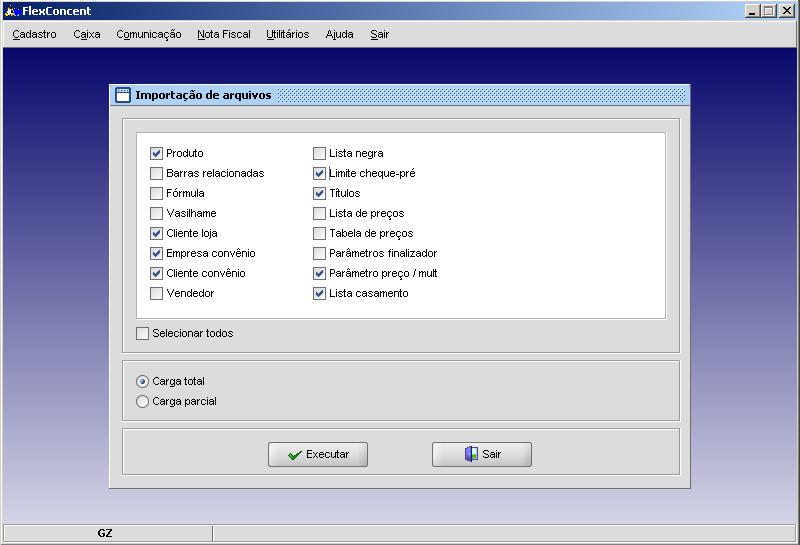 FlexConcent
Cadastro Caixa Comunicação Nota Fiscal Utilitários Ajuda Sair
Importação de arquivos
Produto
Barras relacionadas
Fórmula
Vasilhame
Cliente loja
Empresa convênio
Cliente convênio
Vendedor
Lista negra
Limite cheque-pré
Títulos
Lista de preços
Tabela de preços
Parâmetros finalizador
Parâmetro preço / mult
Lista casamento
Selecionar todos
Carga total
Carga parcial
Executar Sair
GZ